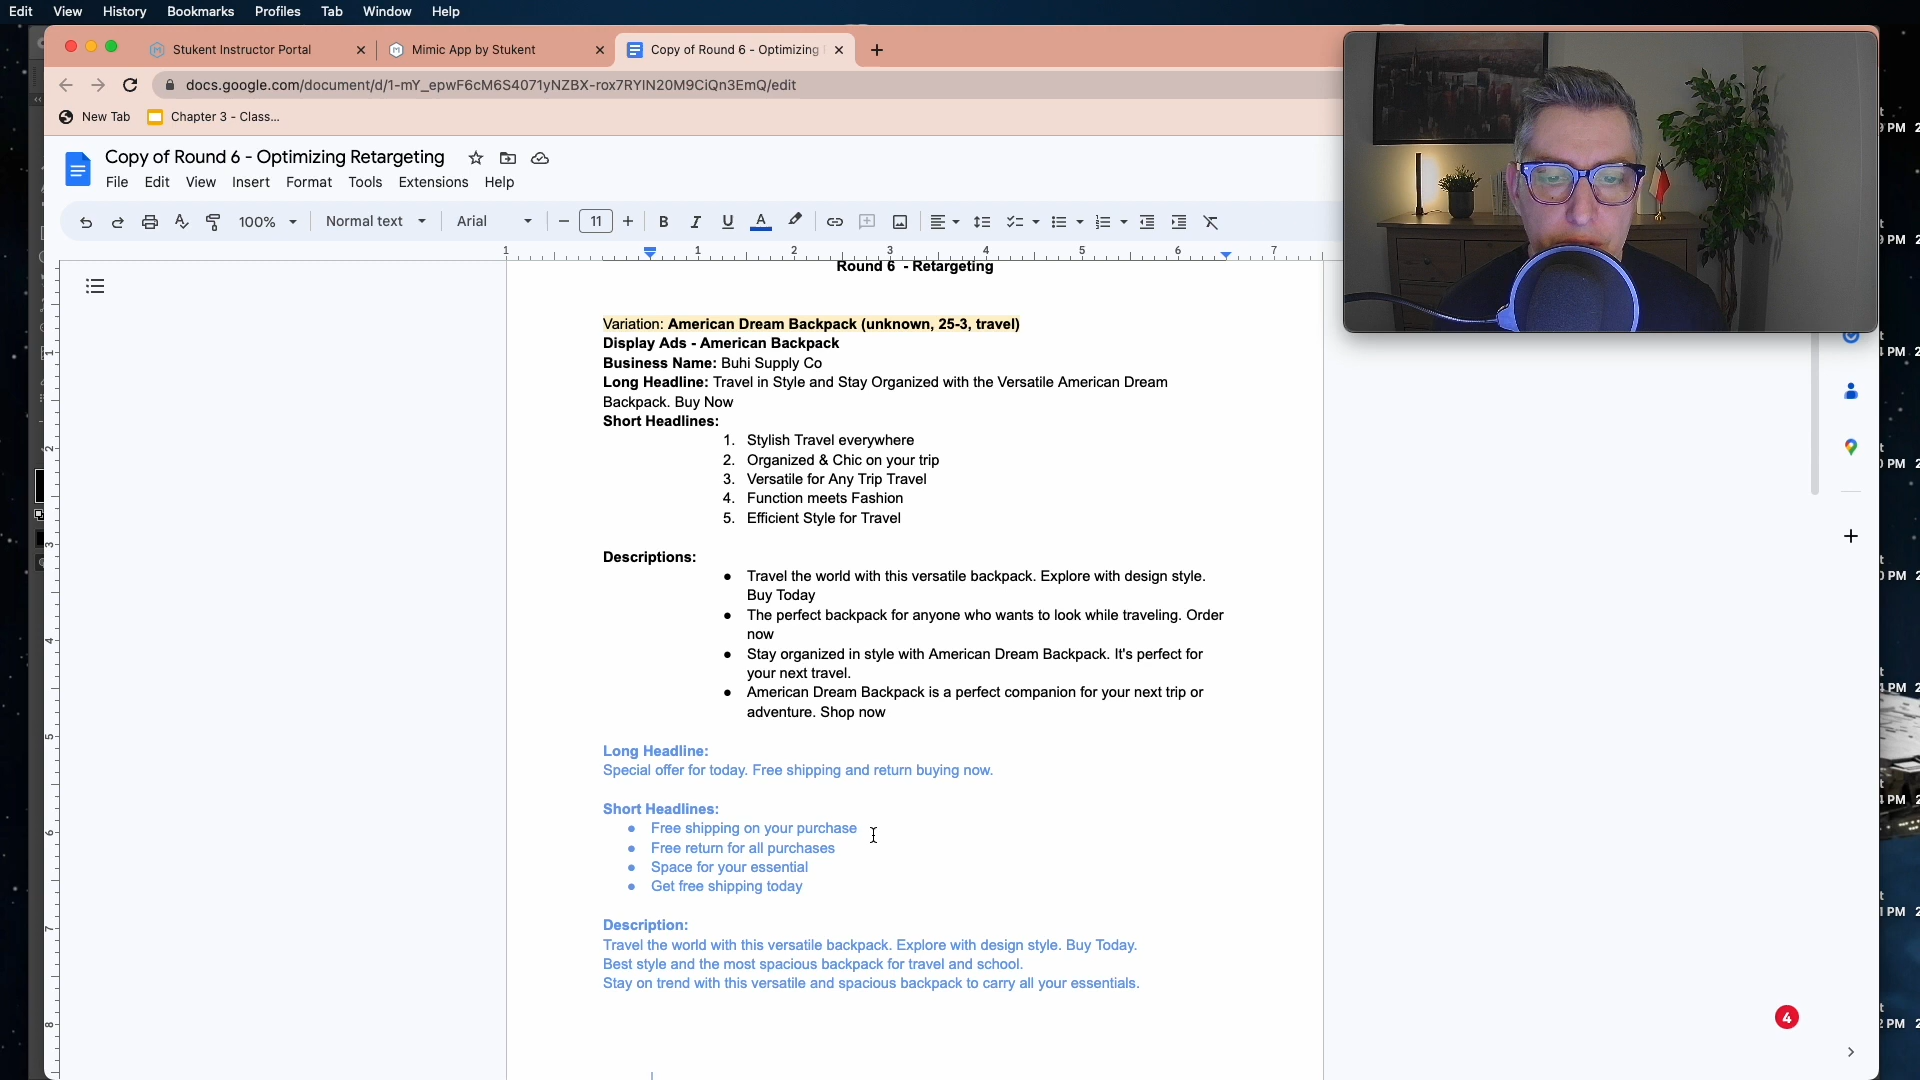 Edit View History Bookmarks Profiles Tab Window Help
Stukent Instructor Portal
Mimic App by Stukent
Copy of Round 6 - Optimizing
docs.google.com/document/d/1-mY_epwF6cM6S4071yNZBX-rox7RYIN20M9CiQn3EmQ/edit
New Tab Chapter 3 - Class...
Copy of Round 6 - Optimizing Retargeting
File Edit View Insert Format Tools Extensions Help
100% Normal text Arial 11
1 1 2 3 4 5 6 7
Round 6 - Retargeting
Variation: American Dream Backpack (unknown, 25-3, travel)
Display Ads - American Backpack
Business Name: Buhi Supply Co
Long Headline: Travel in Style and Stay Organized with the Versatile American Dream
Backpack. Buy Now
Short Headlines:
1. Stylish Travel everywhere
2. Organized & Chic on your trip
3. Versatile for Any Trip Travel
4. Function meets Fashion
5. Efficient Style for Travel
Descriptions:
● Travel the world with this versatile backpack. Explore with design style.
Buy Today
● The perfect backpack for anyone who wants to look while traveling. Order
now
● Stay organized in style with American Dream Backpack. It's perfect for
your next travel.
● American Dream Backpack is a perfect companion for your next trip or
adventure. Shop now
Long Headline:
Special offer for today. Free shipping and return buying now.
Short Headlines:
● Free shipping on your purchase
● Free return for all purchases
● Space for your essential
● Get free shipping today
Description:
Travel the world with this versatile backpack. Explore with design style. Buy Today.
Best style and the most spacious backpack for travel and school.
Stay on trend with this versatile and spacious backpack to carry all your essentials.
4